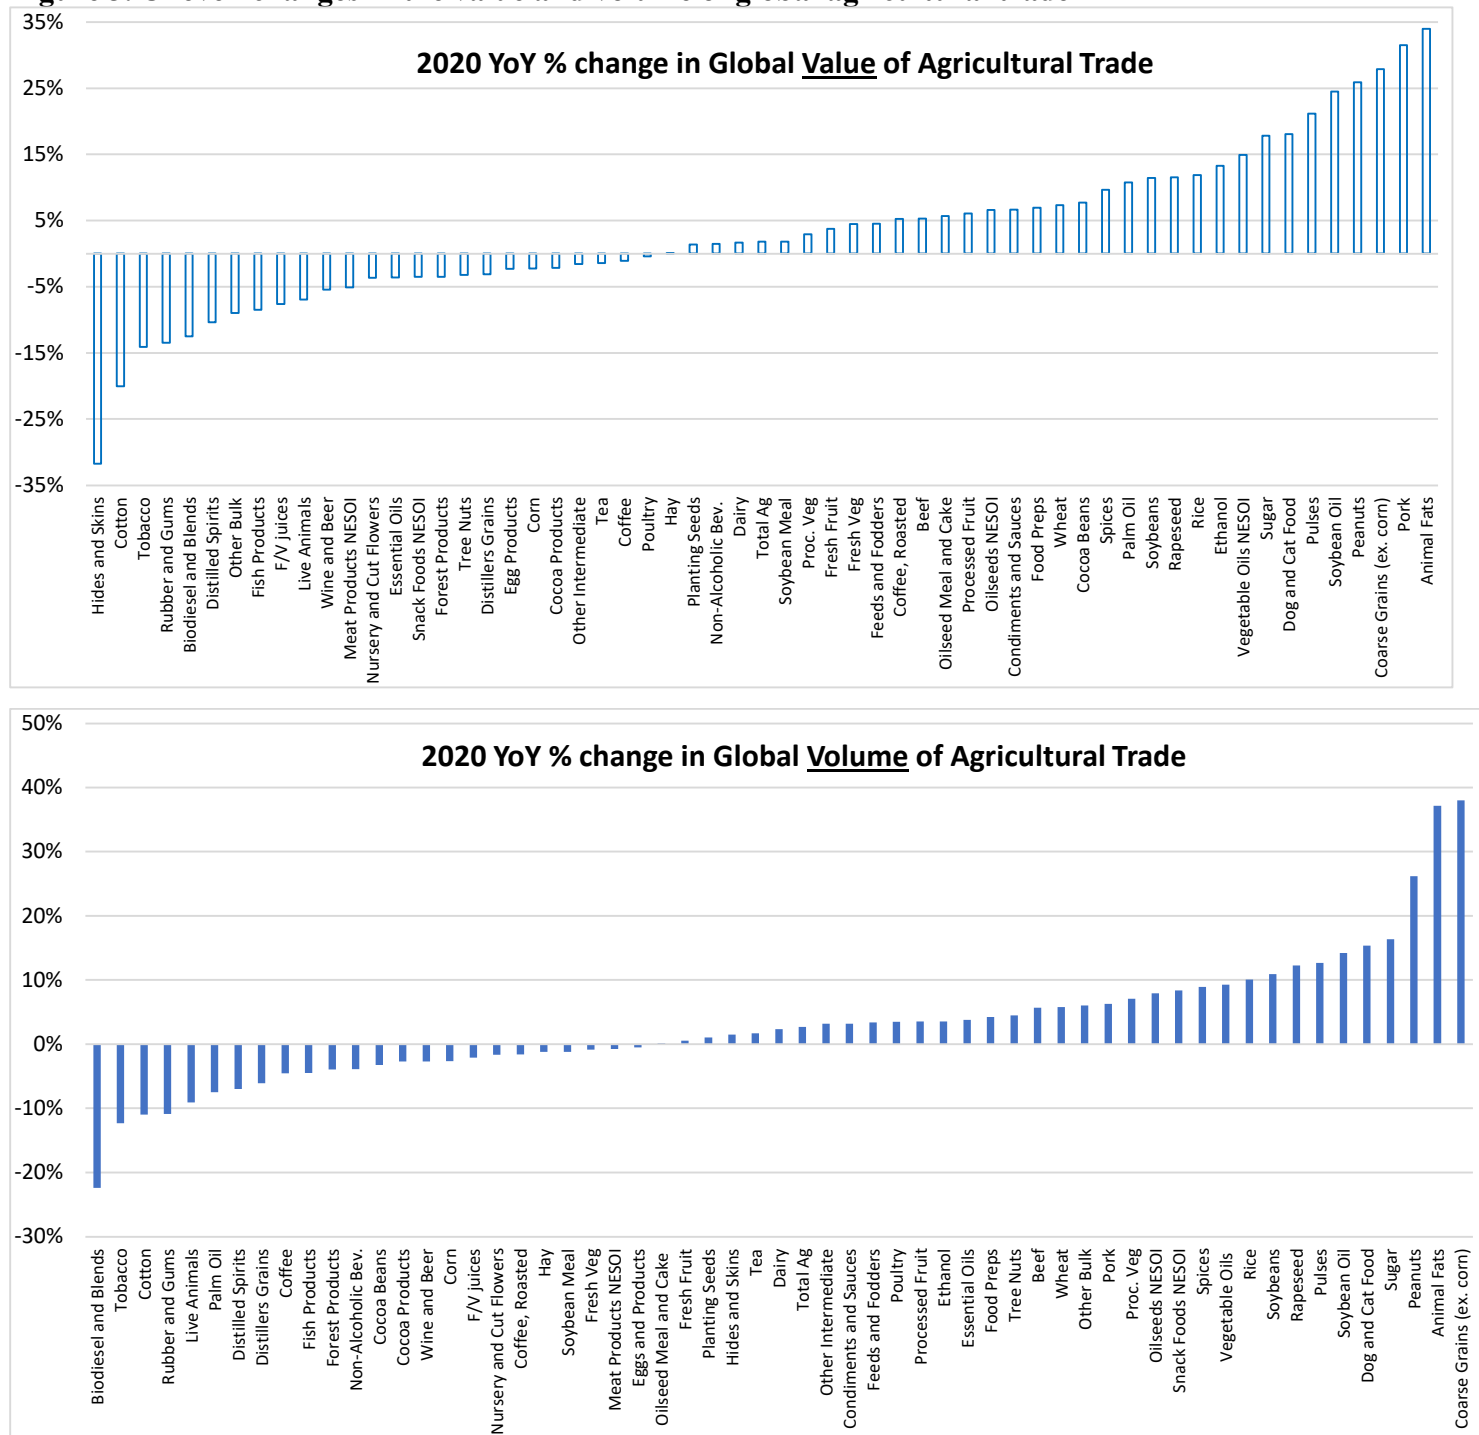 2020 YoY % change in Global Value of Agricultural Trade
35%
25%
15%
5%
-5%
-15%
-25%
-35%
Hides and Skins
Cotton
Tobacco
Rubber and Gums
Biodiesel and Blends
Distilled Spirits
Other Bulk
Fish Products
F/V juices
Live Animals
Wine and Beer
Meat Products NESOI
Nursery and Cut Flowers
Essential Oils
Snack Foods NESOI
Forest Products
Tree Nuts
Distillers Grains
Egg Products
Corn
Cocoa Products
Other Intermediate
Tea
Coffee
Poultry
Hay
Planting Seeds
Non-Alcoholic Bev.
Dairy
Total Ag
Soybean Meal
Proc. Veg
Fresh Fruit
Fresh Veg
Feeds and Fodders
Coffee, Roasted
Beef
Oilseed Meal and Cake
Processed Fruit
Oilseeds NESOI
Condiments and Sauces
Food Preps
Wheat
Cocoa Beans
Spices
Palm Oil
Soybeans
Rapeseed
Rice
Ethanol
Vegetable Oils NESOI
Sugar
Dog and Cat Food
Pulses
Soybean Oil
Peanuts
Coarse Grains (ex. corn)
Pork
Animal Fats
2020 YoY % change in Global Volume of Agricultural Trade
50%
40%
30%
20%
10%
0%
-10%
-20%
-30%
Biodiesel and Blends
Tobacco
Cotton
Rubber and Gums
Live Animals
Palm Oil
Distilled Spirits
Distillers Grains
Coffee
Fish Products
Forest Products
Non-Alcoholic Bev.
Cocoa Beans
Cocoa Products
Wine and Beer
Corn
F/V juices
Nursery and Cut Flowers
Coffee, Roasted
Hay
Soybean Meal
Fresh Veg
Meat Products NESOI
Eggs and Products
Oilseed Meal and Cake
Fresh Fruit
Planting Seeds
Hides and Skins
Tea
Dairy
Total Ag
Other Intermediate
Condiments and Sauces
Feeds and Fodders
Poultry
Processed Fruit
Ethanol
Essential Oils
Food Preps
Tree Nuts
Beef
Wheat
Other Bulk
Pork
Proc. Veg
Oilseeds NESOI
Snack Foods NESOI
Spices
Vegetable Oils
Rice
Soybeans
Rapeseed
Pulses
Soybean Oil
Dog and Cat Food
Sugar
Peanuts
Animal Fats
Coarse Grains (ex. corn)